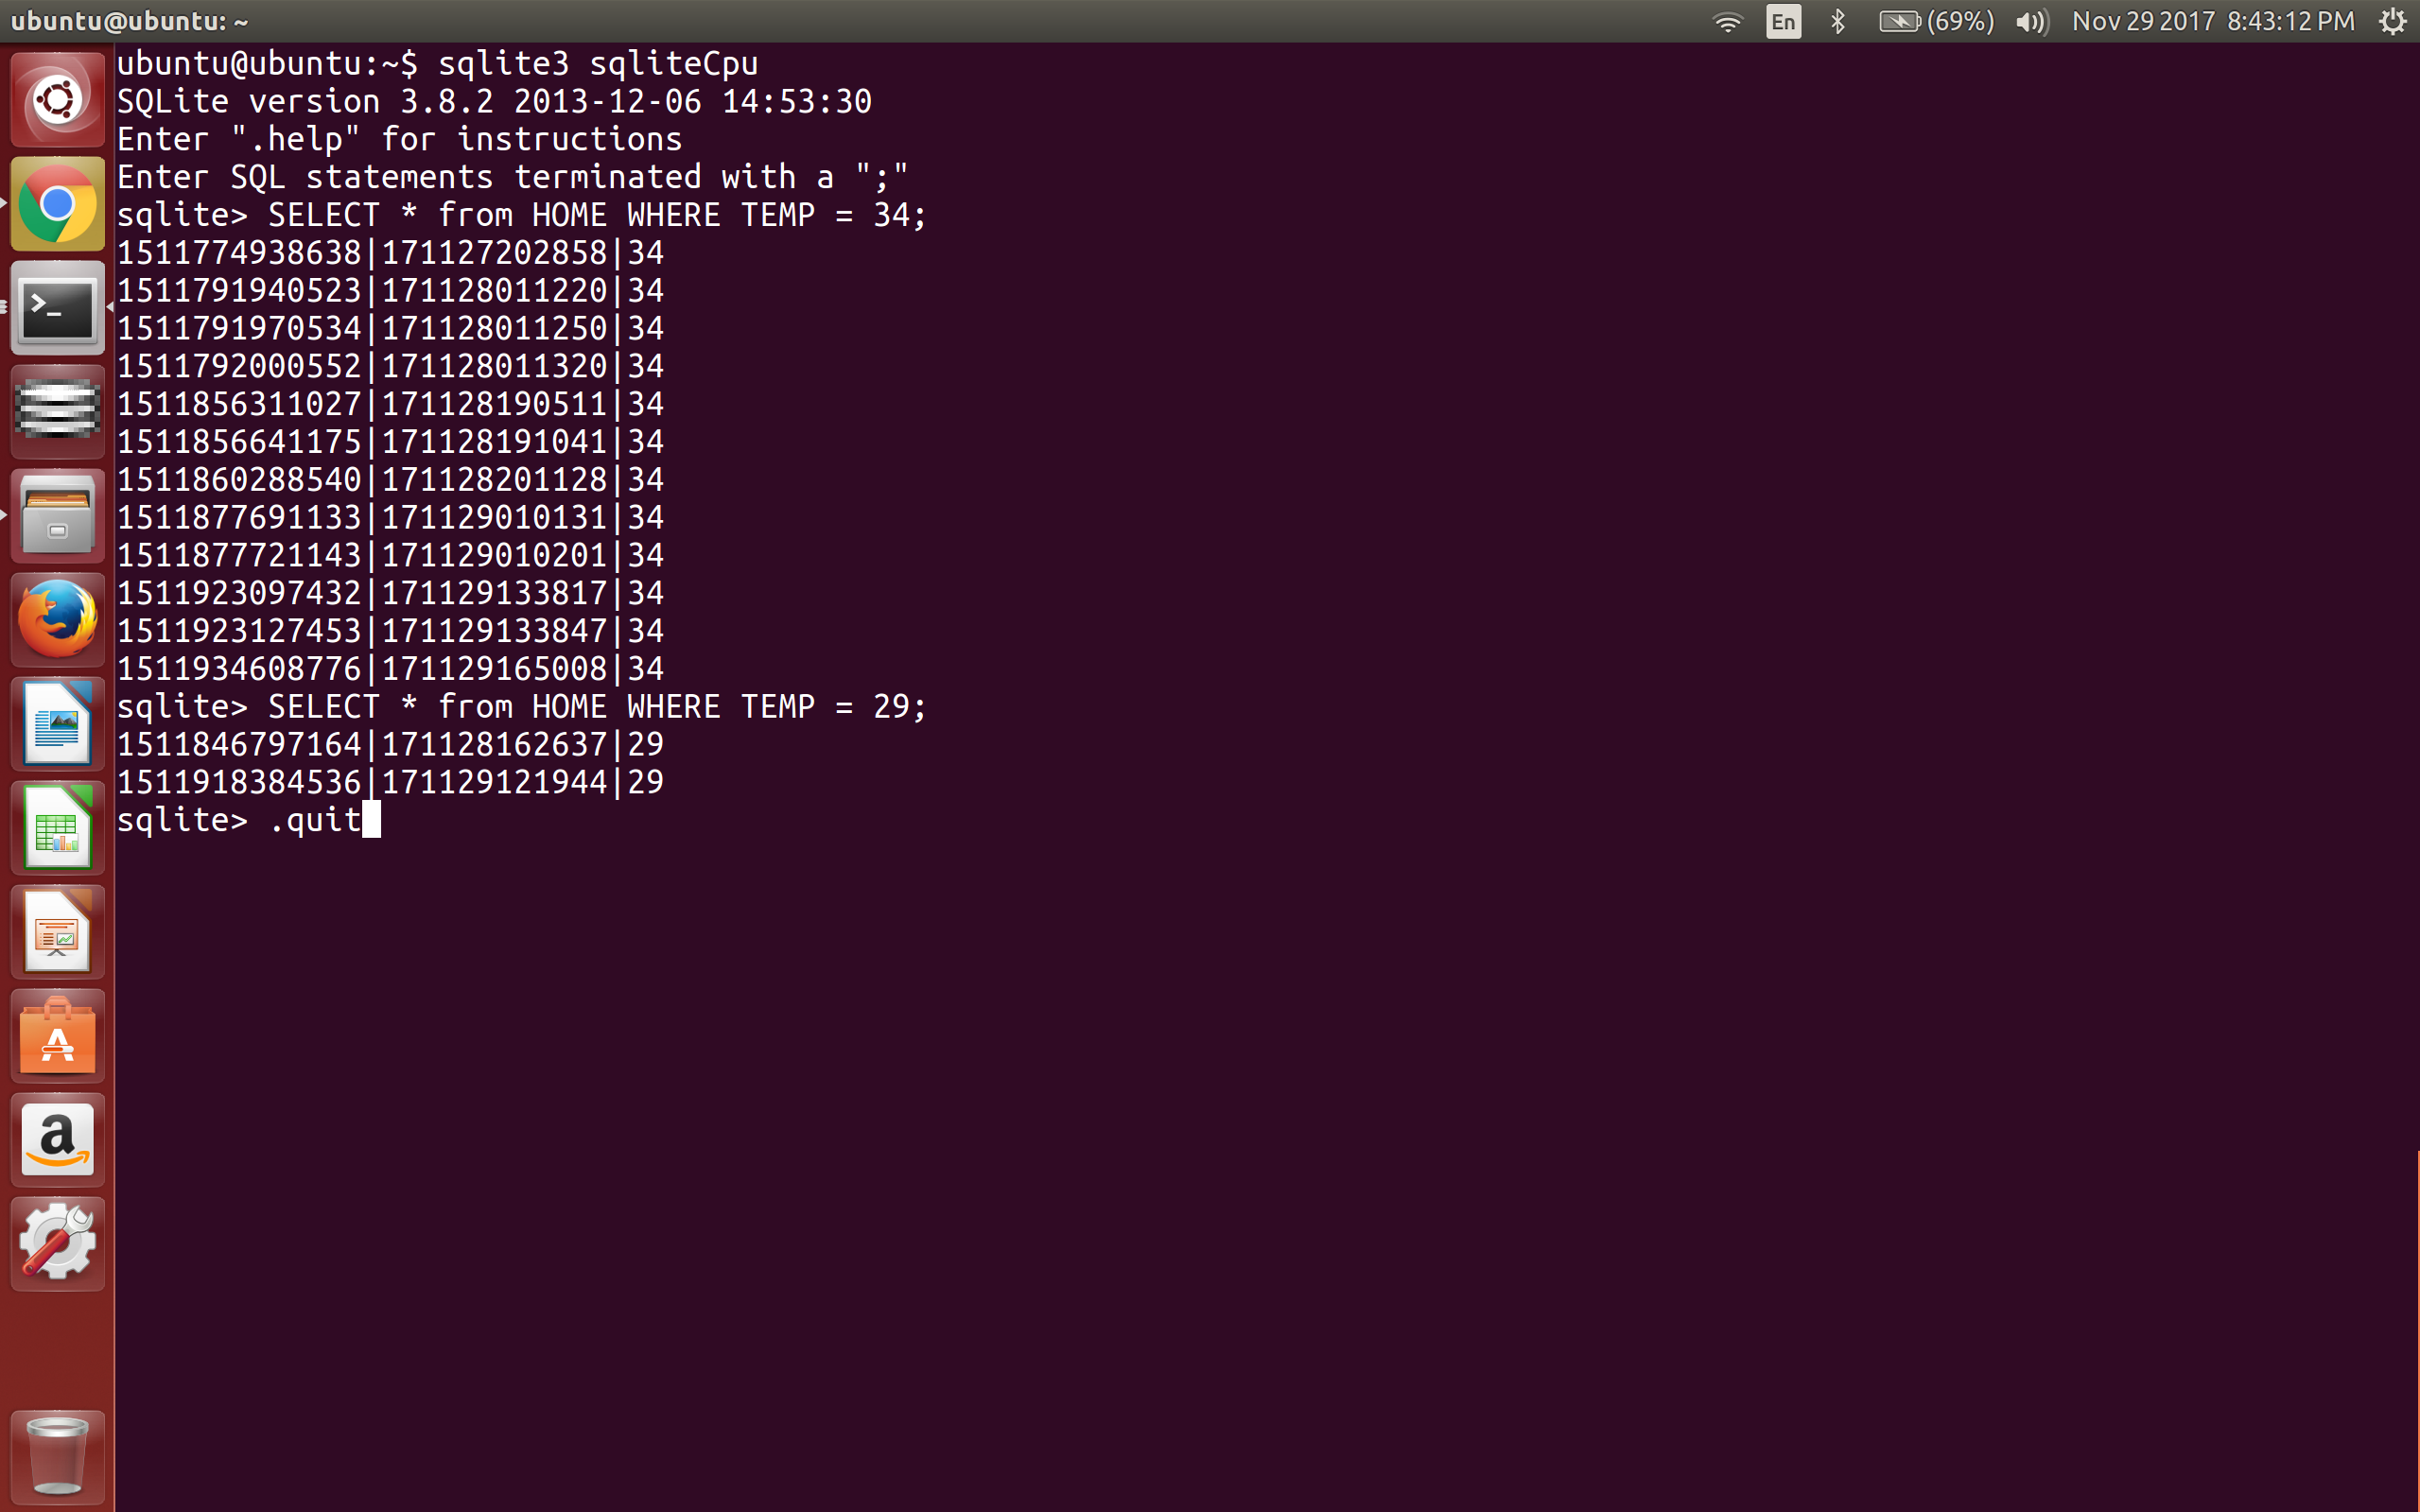 ubuntu@ubuntu: ~
En
(69%)
Nov 29 2017 8:43:12 PM
ubuntu@ubuntu:~$ sqlite3 sqliteCpu
SQLite version 3.8.2 2013-12-06 14:53:30
Enter ".help" for instructions
Enter SQL statements terminated with a ";"
sqlite> SELECT * from HOME WHERE TEMP = 34;
1511774938638|171127202858|34
1511791940523|171128011220|34
1511791970534|171128011250|34
1511792000552|171128011320|34
1511856311027|171128190511|34
1511856641175|171128191041|34
1511860288540|171128201128|34
1511877691133|171129010131|34
1511877721143|171129010201|34
1511923097432|171129133817|34
1511923127453|171129133847|34
1511934608776|171129165008|34
sqlite> SELECT * from HOME WHERE TEMP = 29;
1511846797164|171128162637|29
1511918384536|171129121944|29
sqlite> .quit